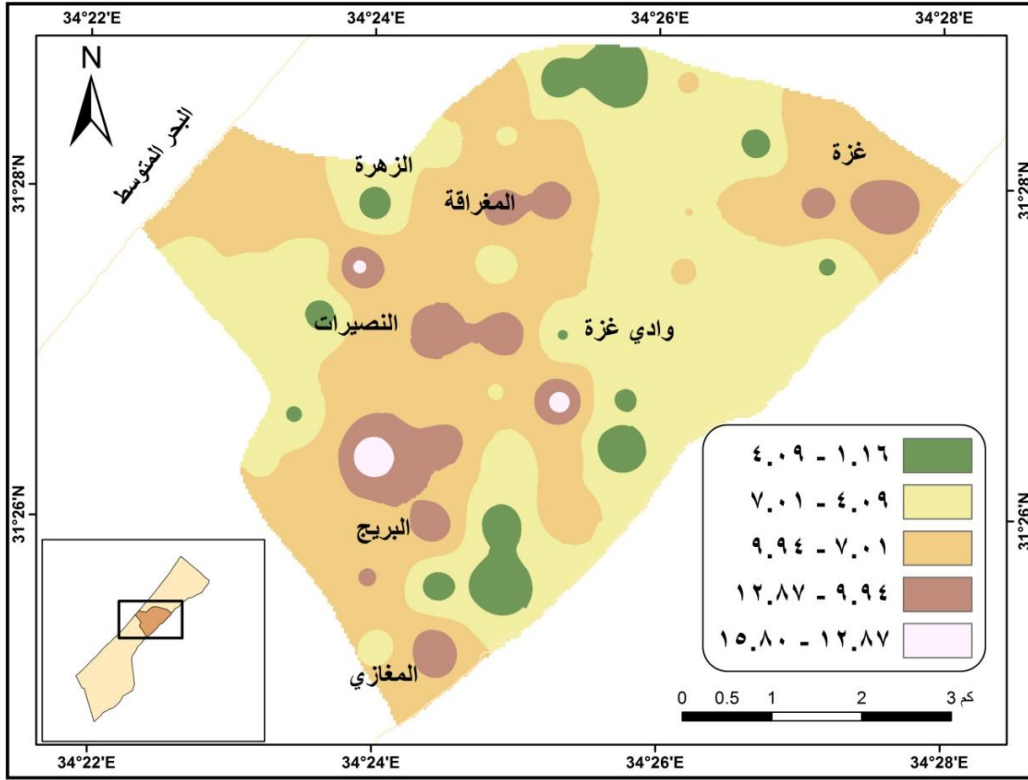 34°22'E 34°24'E 34°26'E 34°28'E
N
البحر المتوسط
31°28'N
31°28'N
الزهرة
غزة
المغراقة
النصيرات
وادي غزة
البريج
المغازي
31°26'N
31°26'N
٤.٠٩ - ١.١٦
٧.٠١ - ٤.٠٩
٩.٩٤ - ٧.٠١
١٢.٨٧ - ٩.٩٤
١٥.٨٠ - ١٢.٨٧
0 0.5 1 2 3 كم
34°22'E 34°24'E 34°26'E 34°28'E